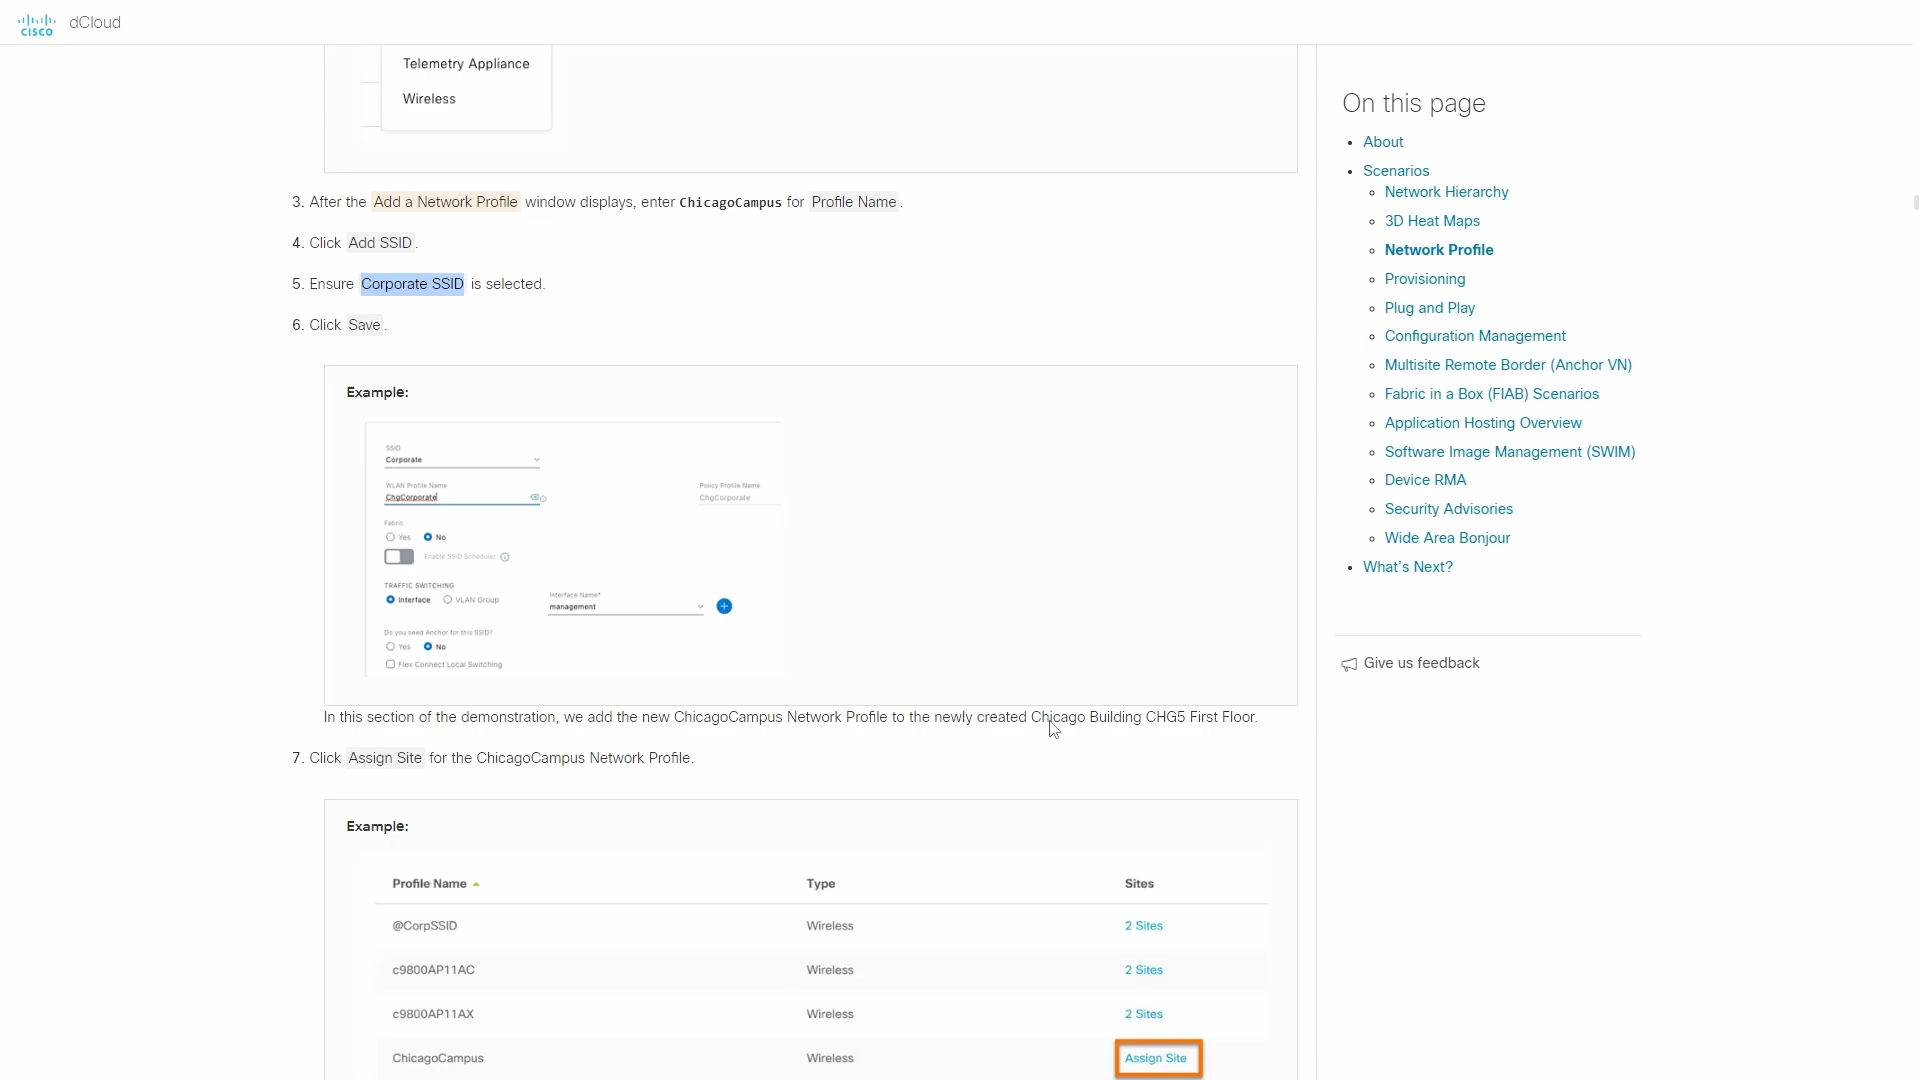 cisco dCloud
Telemetry Appliance
Wireless
3. After the Add a Network Profile window displays, enter ChicagoCampus for Profile Name.
4. Click Add SSID.
5. Ensure Corporate SSID is selected.
6. Click Save.
Example:
SSID
Corporate
WLAN Profile Name
ChgCorporate
Policy Profile Name
ChgCorporate
Fabric
Yes No
Enable SSID Scheduler
TRAFFIC SWITCHING
Interface VLAN Group
Interface Name*
management
Do you need Anchor for this SSID?
Yes No
Flex Connect Local Switching
In this section of the demonstration, we add the new ChicagoCampus Network Profile to the newly created Chicago Building CHG5 First Floor.
7. Click Assign Site for the ChicagoCampus Network Profile.
Example:
Profile Name Type Sites
@CorpSSID Wireless 2 Sites
c9800AP11AC Wireless 2 Sites
c9800AP11AX Wireless 2 Sites
ChicagoCampus Wireless Assign Site
On this page
About
Scenarios
Network Hierarchy
3D Heat Maps
Network Profile
Provisioning
Plug and Play
Configuration Management
Multisite Remote Border (Anchor VN)
Fabric in a Box (FIAB) Scenarios
Application Hosting Overview
Software Image Management (SWIM)
Device RMA
Security Advisories
Wide Area Bonjour
What's Next?
Give us feedback